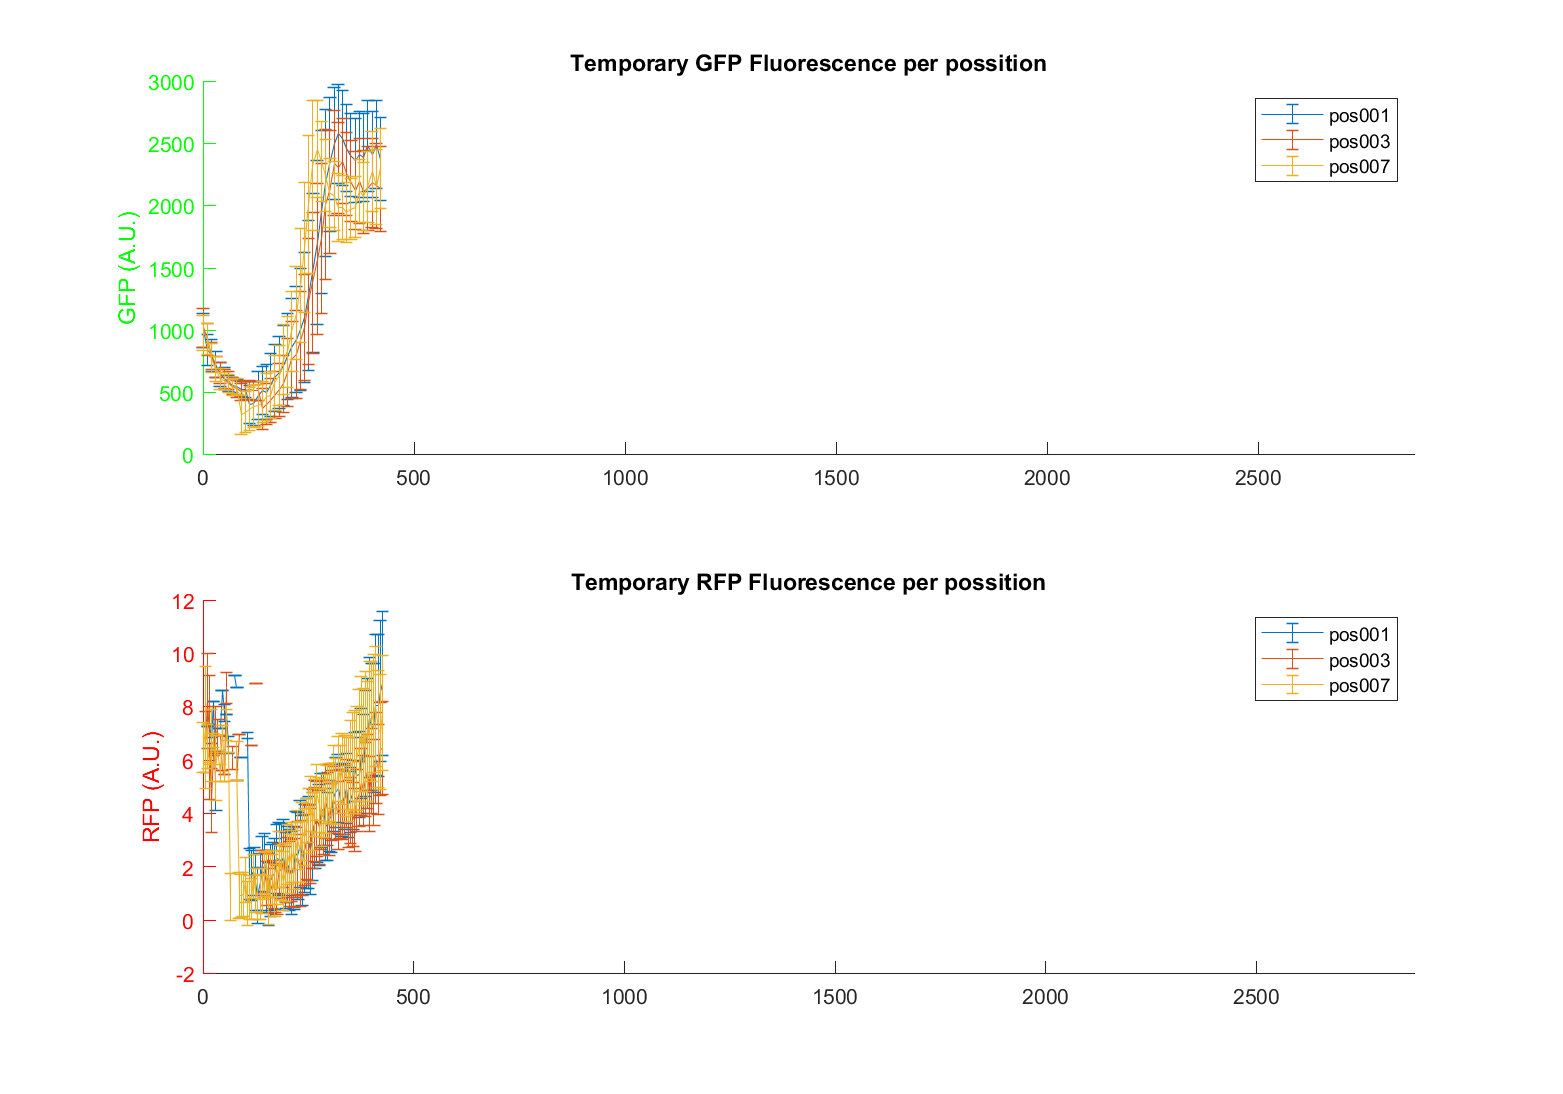 Temporary GFP Fluorescence per possition
3000
2500
2000
1500
1000
500
0
GFP (A.U.)
pos001
pos003
pos007
0 500 1000 1500 2000 2500
Temporary RFP Fluorescence per possition
12
10
8
6
4
2
0
-2
RFP (A.U.)
pos001
pos003
pos007
0 500 1000 1500 2000 2500